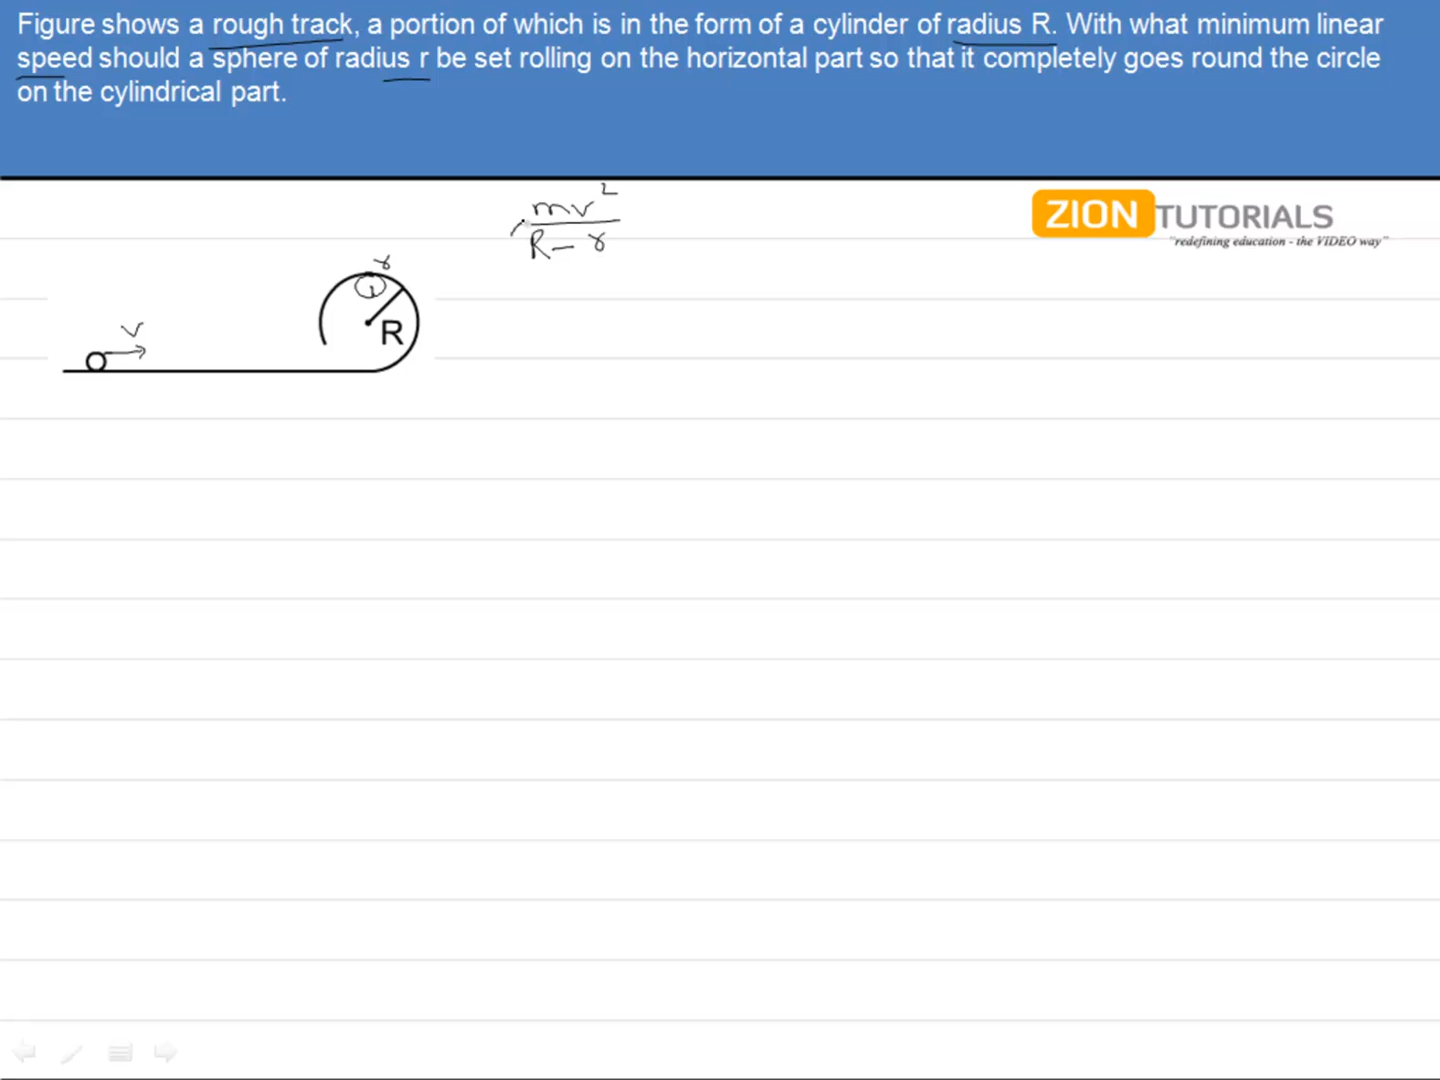 Figure shows a rough track, a portion of which is in the form of a cylinder of radius R. With what minimum linear
speed should a sphere of radius r be set rolling on the horizontal part so that it completely goes round the circle
on the cylindrical part.
mv²
R - r
ZION TUTORIALS
"redefining education - the VIDEO way"
r
v
R